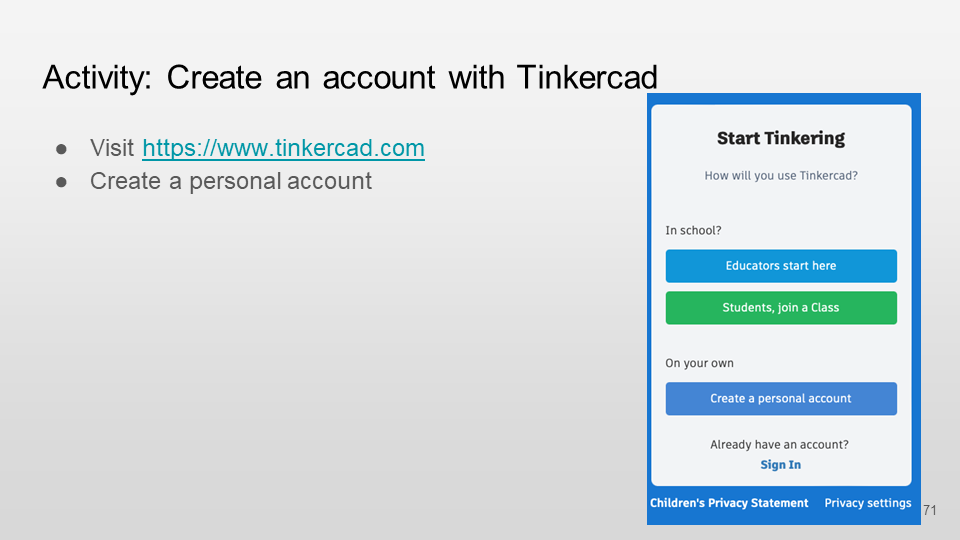 Activity: Create an account with Tinkercad
● Visit https://www.tinkercad.com
● Create a personal account
Start Tinkering
How will you use Tinkercad?
In school?
Educators start here
Students, join a Class
On your own
Create a personal account
Already have an account?
Sign In
Children's Privacy Statement Privacy settings
71